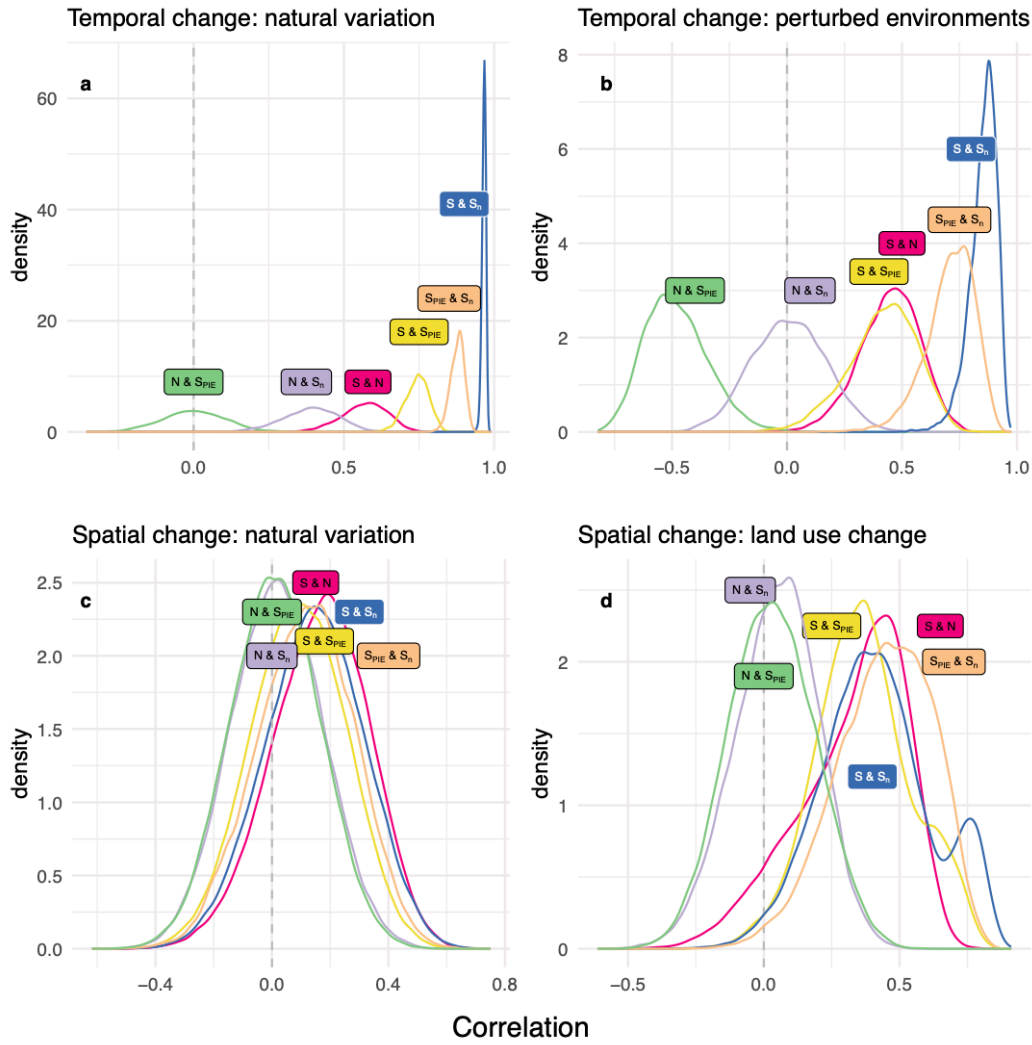 Temporal change: natural variation
Temporal change: perturbed environments
a
60
40
20
0
density
S & Sn
SPIE & Sn
S & SPIE
N & SPIE
N & Sn
S & N
0.0 0.5 1.0
b
8
6
4
2
0
density
S & Sn
SPIE & Sn
S & N
S & SPIE
N & SPIE
N & Sn
−0.5 0.0 0.5 1.0
Spatial change: natural variation
Spatial change: land use change
c
2.5
2.0
1.5
1.0
0.5
0.0
density
S & N
N & SPIE
S & Sn
S & SPIE
N & Sn
SPIE & Sn
−0.4 0.0 0.4 0.8
d
2
1
0
density
N & Sn
S & SPIE
S & N
SPIE & Sn
N & SPIE
S & Sn
−0.5 0.0 0.5
Correlation